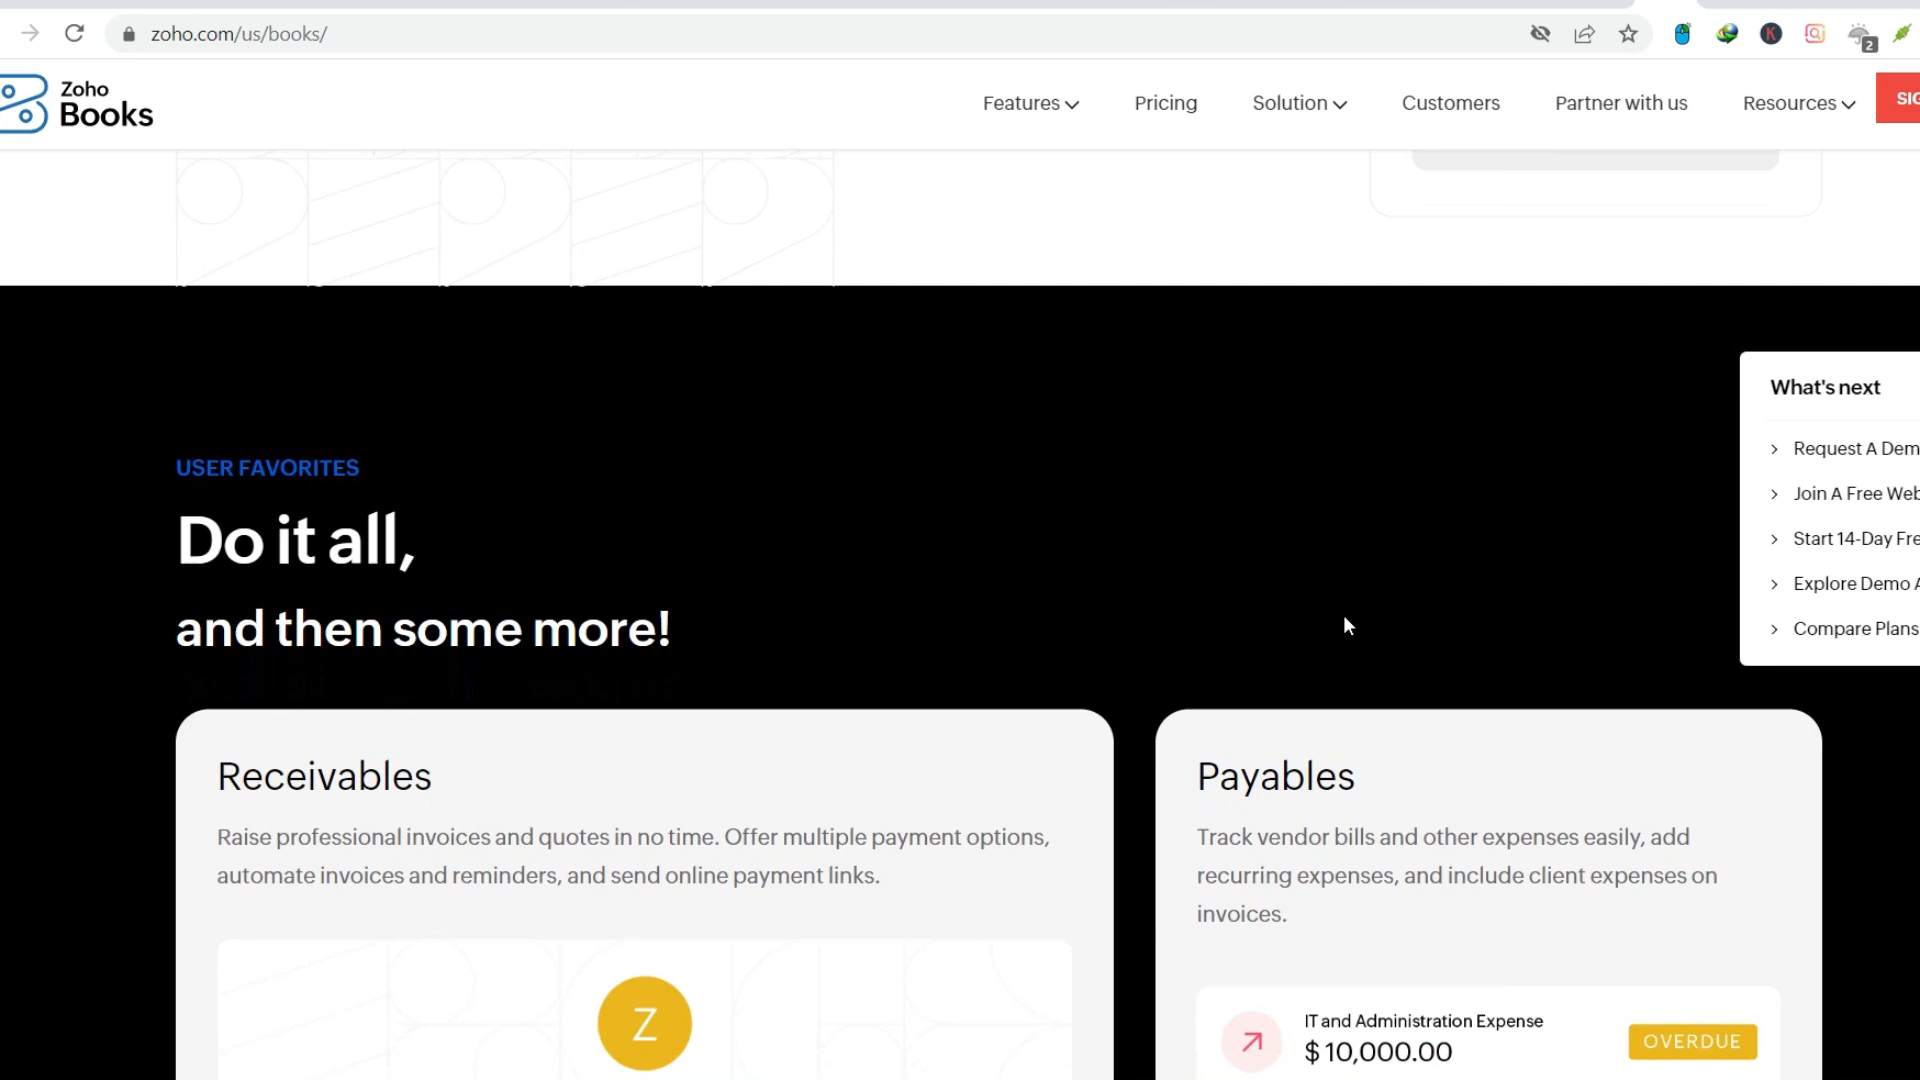 zoho.com/us/books/
2
Zoho
Books
Features
Pricing
Solution
Customers
Partner with us
Resources
SIG
What's next
Request A Dem
Join A Free Web
Start 14-Day Fre
Explore Demo A
Compare Plans
USER FAVORITES
Do it all,
and then some more!
Receivables
Raise professional invoices and quotes in no time. Offer multiple payment options,
automate invoices and reminders, and send online payment links.
Z
Payables
Track vendor bills and other expenses easily, add
recurring expenses, and include client expenses on
invoices.
IT and Administration Expense
$ 10,000.00
OVERDUE